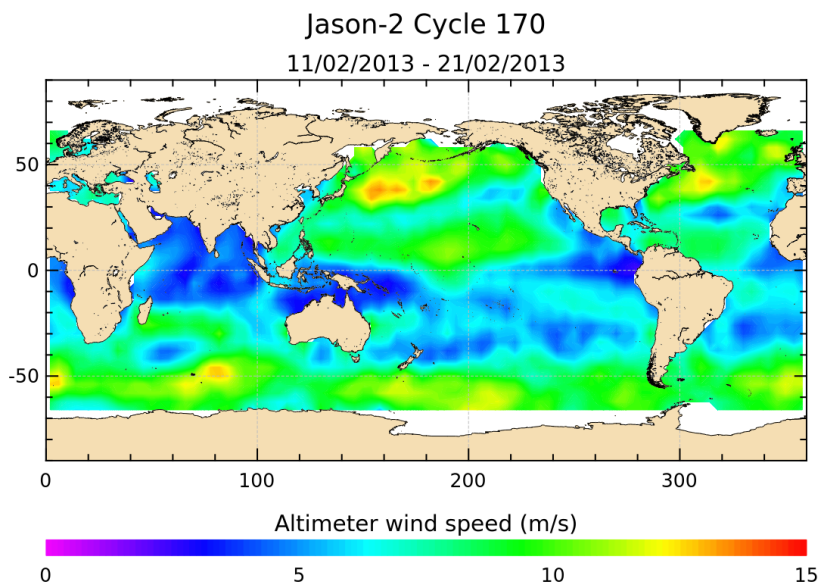 Jason-2 Cycle 170
11/02/2013 - 21/02/2013
50
0
-50
0 100 200 300
Altimeter wind speed (m/s)
0 5 10 15